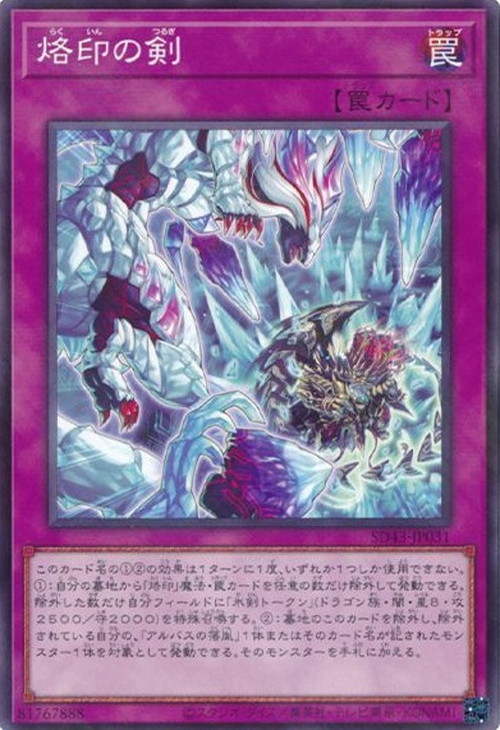 烙印の剣
らく いん つるぎ
罠
トラップ
【罠カード】
SD43-JP031
このカード名の①②の効果は1ターンに1度、いずれか1つしか使用できない。
①：自分の墓地から「烙印」魔法・罠カードを任意の数だけ除外して発動できる。
除外した数だけ自分フィールドに「氷剣トークン」(ドラゴン族・闇・星8・攻
2500/守2000)を特殊召喚する。②：墓地のこのカードを除外し、除
外されている自分の、「アルバスの落胤」1体またはそのカード名が記されたモン
スター1体を対象として発動できる。そのモンスターを手札に加える。
81767888
©スタジオ・ダイス/集英社・テレビ東京・KONAMI